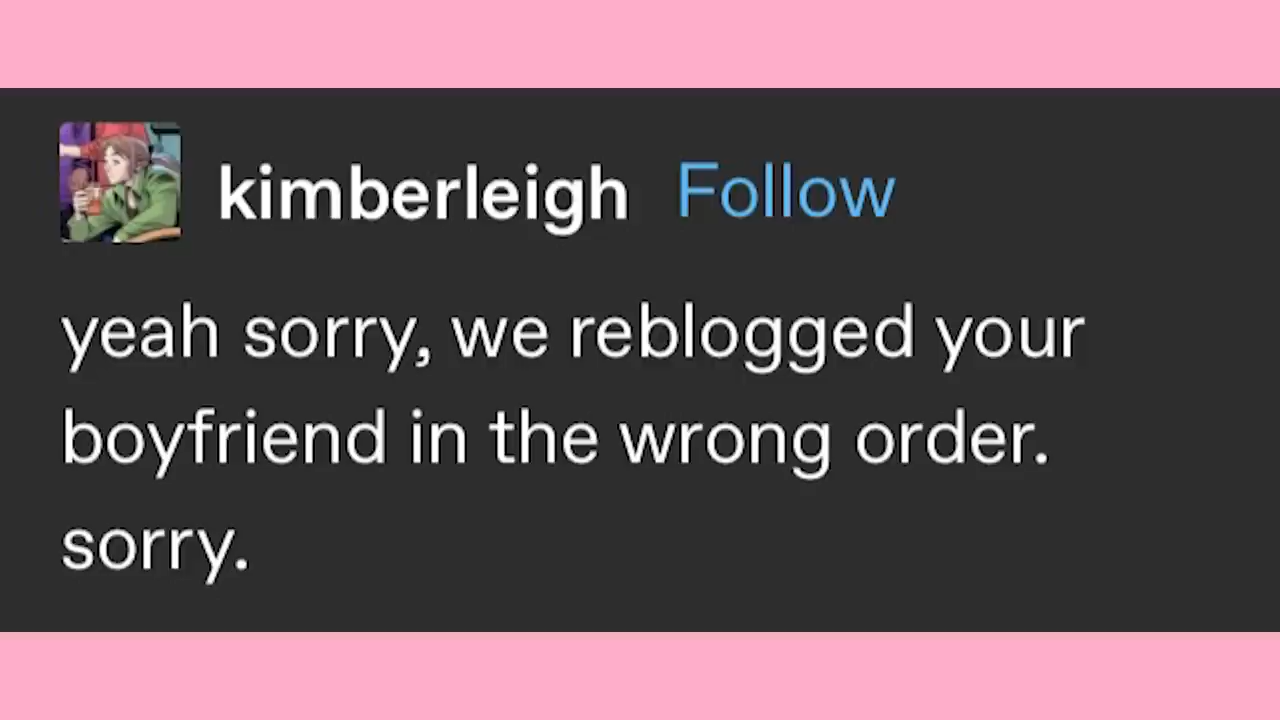 kimberleigh Follow
yeah sorry, we reblogged your
boyfriend in the wrong order.
sorry.